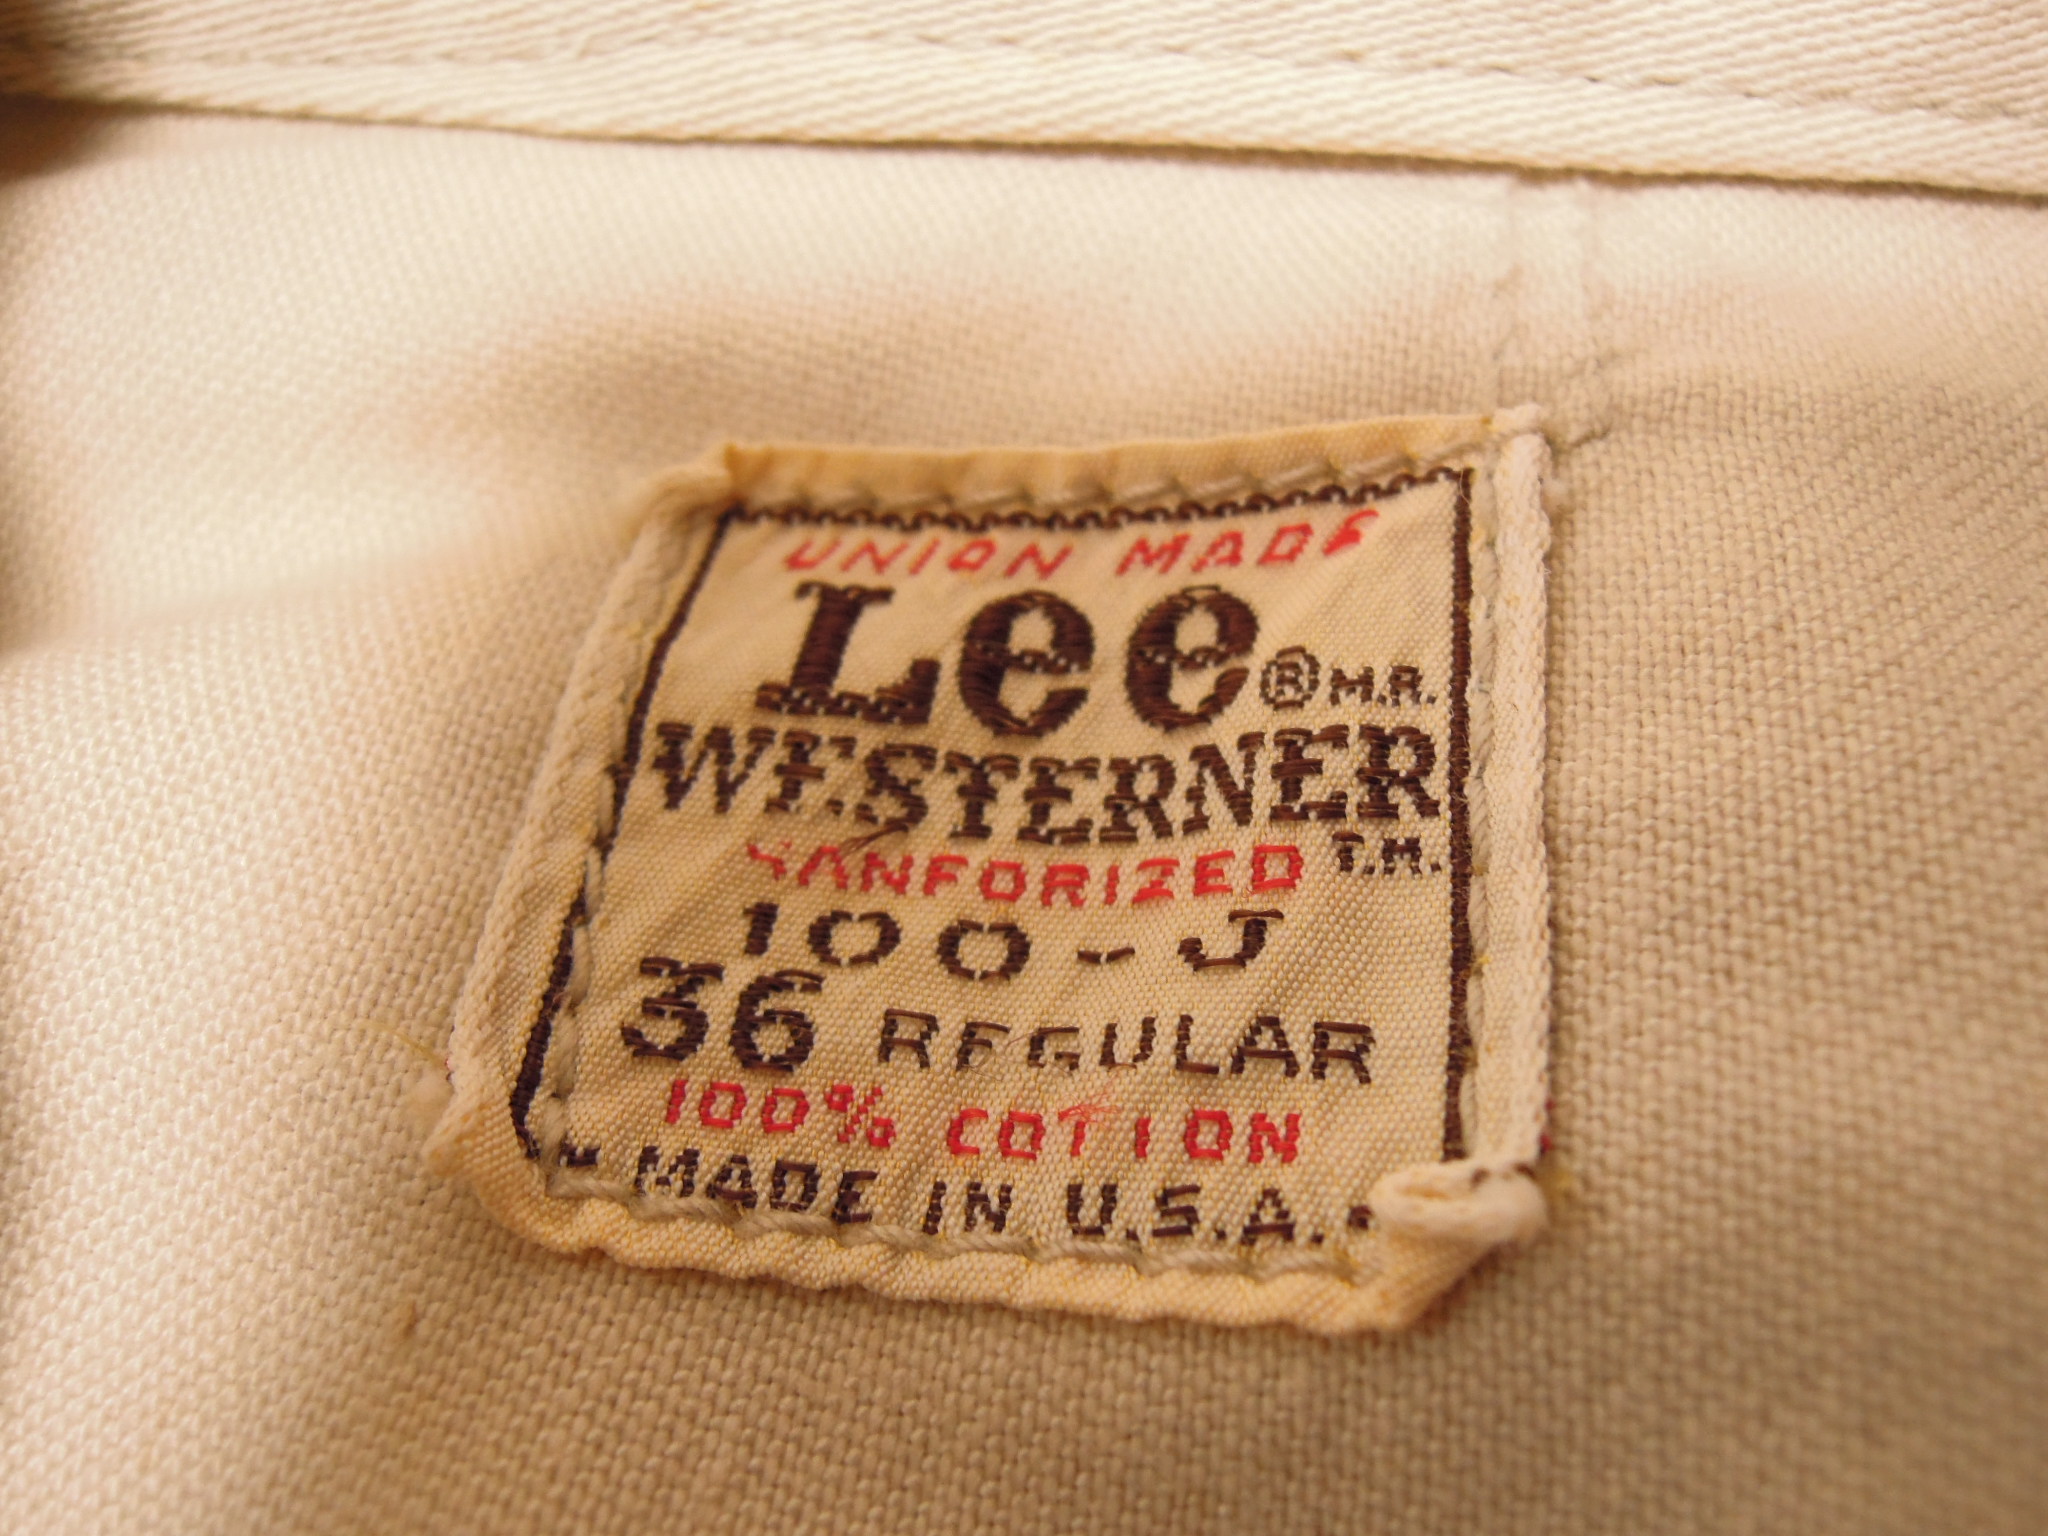 UNION MADE
Lee ® M.R.
WESTERNER
T.M.
SANFORIZED
100-J
36 REGULAR
100% COTTON
MADE IN U.S.A.